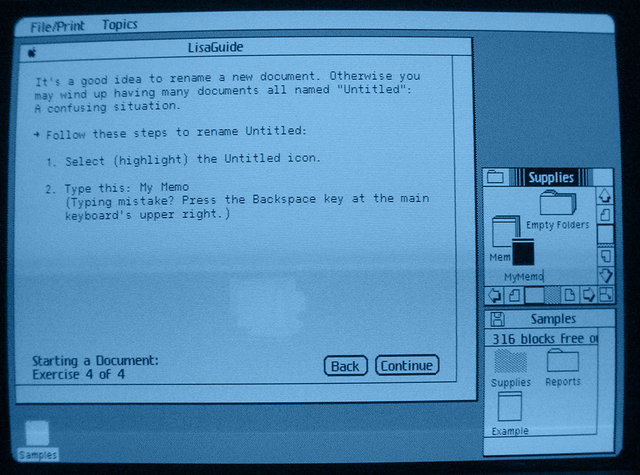 File/Print Topics
LisaGuide
It's a good idea to rename a new document. Otherwise you
may wind up having many documents all named "Untitled":
A confusing situation.
→ Follow these steps to rename Untitled:
1. Select (highlight) the Untitled icon.
2. Type this: My Memo
(Typing mistake? Press the Backspace key at the main
keyboard's upper right.)
Starting a Document:
Exercise 4 of 4
Back
Continue
Supplies
Empty Folders
Mem
MyMemo
Samples
316 blocks free o
Supplies
Reports
Example
Samples